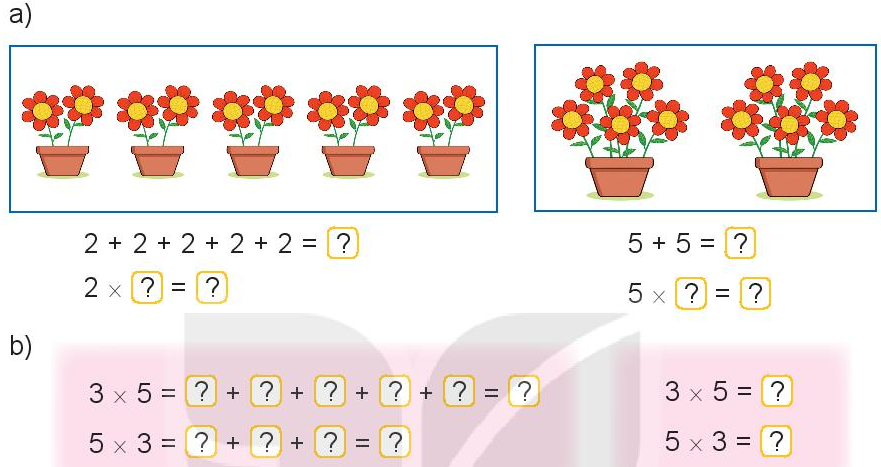 a)
2 + 2 + 2 + 2 + 2 = ?
2 × ? = ?
5 + 5 = ?
5 × ? = ?
b)
3 × 5 = ? + ? + ? + ? + ? = ?
5 × 3 = ? + ? + ? = ?
3 × 5 = ?
5 × 3 = ?